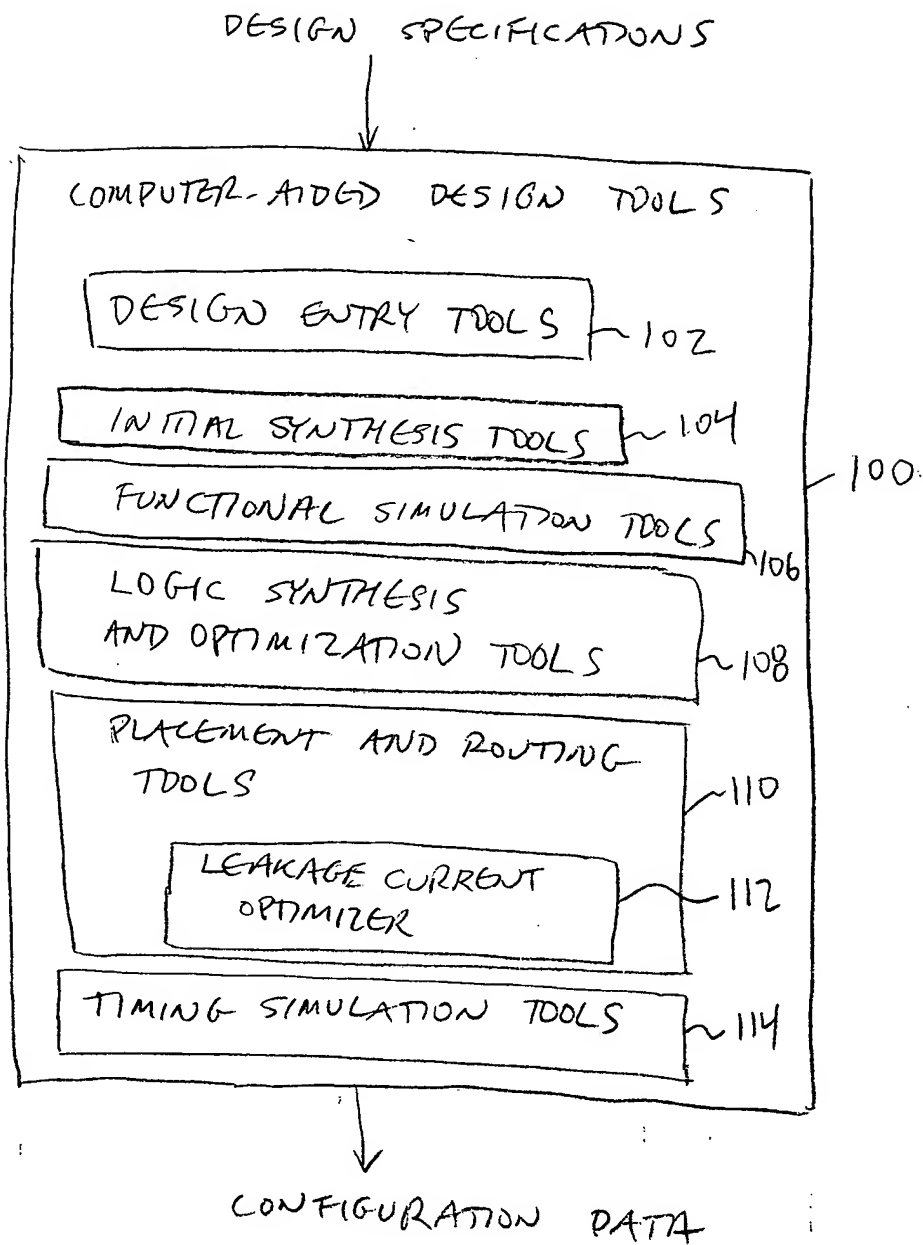 DESIGN SPECIFICATIONS
COMPUTER-AIDED DESIGN TOOLS
DESIGN ENTRY TOOLS
102
INITIAL SYNTHESIS TOOLS
104
100
FUNCTIONAL SIMULATION TOOLS
106
LOGIC SYNTHESIS
AND OPTIMIZATION TOOLS
108
PLACEMENT AND ROUTING
TOOLS
110
LEAKAGE CURRENT
OPTIMIZER
112
TIMING SIMULATION TOOLS
114
CONFIGURATION DATA